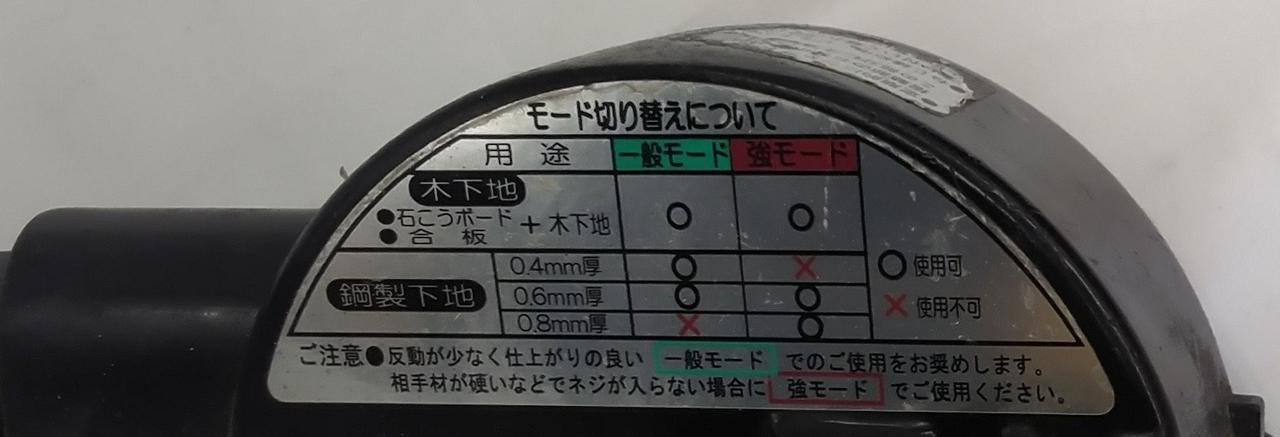 モード切り替えについて
用途 一般モード 強モード
木下地
●石こうボード
●合板 + 木下地 ○ ○
鋼製下地 0.4mm厚 ○ × ○使用可
0.6mm厚 ○ ○ ×使用不可
0.8mm厚 × ○
ご注意●反動が少なく仕上がりの良い 一般モード でのご使用をお奨めします。
相手材が硬いなどでネジが入らない場合に 強モード でご使用ください。